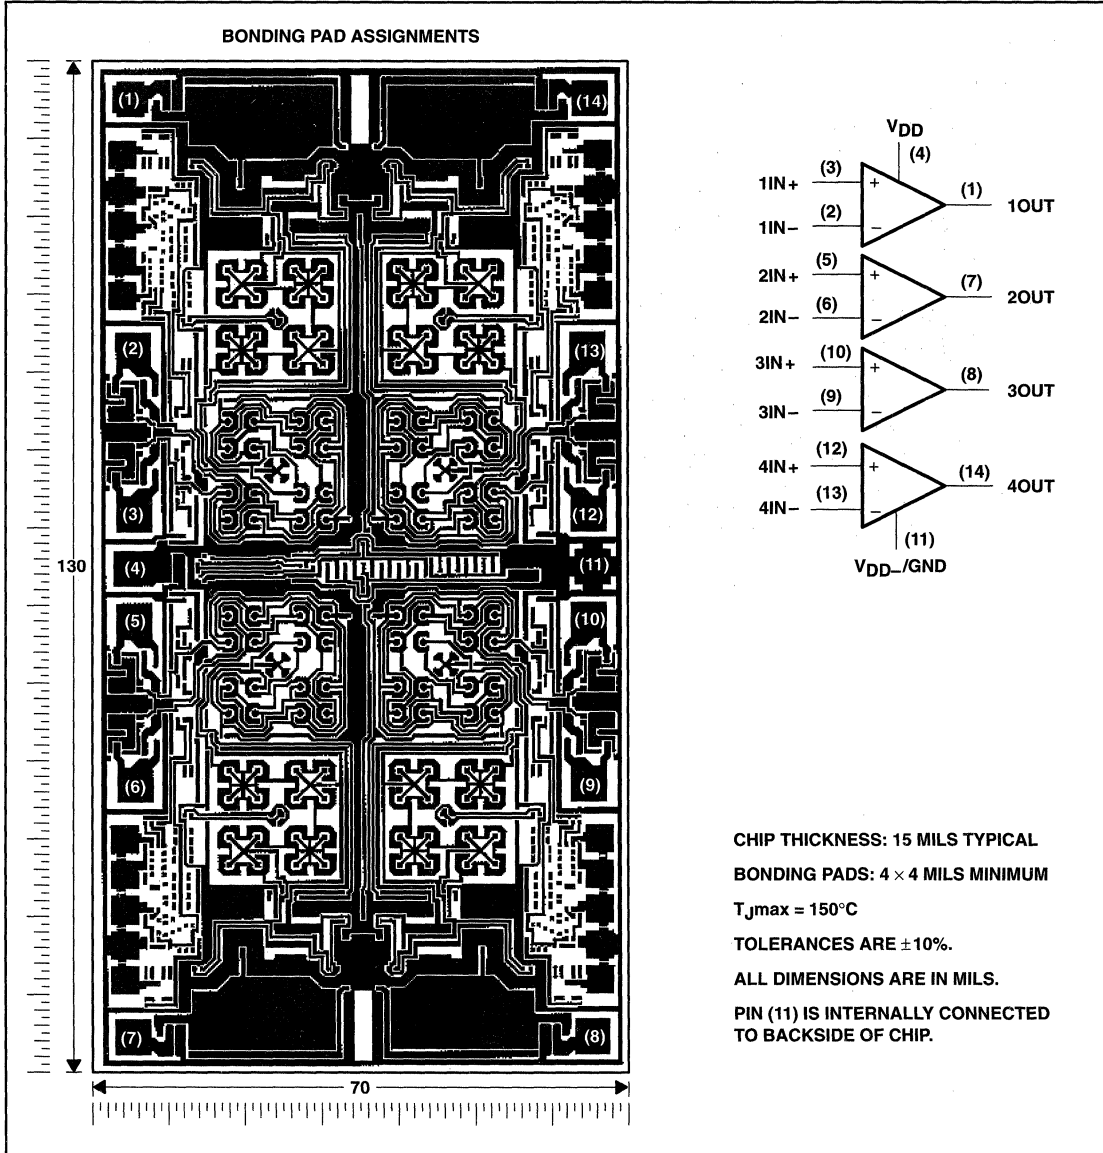 BONDING PAD ASSIGNMENTS
(1)
(14)
(2)
(13)
(3)
(12)
(4)
(11)
(5)
(10)
(6)
(9)
(7)
(8)
130
70
VDD
(4)
1IN+ (3) + (1) 1OUT
1IN− (2) −
2IN+ (5) + (7) 2OUT
2IN− (6) −
3IN+ (10) + (8) 3OUT
3IN− (9) −
4IN+ (12) + (14) 4OUT
4IN− (13) −
(11)
VDD−/GND
CHIP THICKNESS: 15 MILS TYPICAL
BONDING PADS: 4 × 4 MILS MINIMUM
TJmax = 150°C
TOLERANCES ARE ±10%.
ALL DIMENSIONS ARE IN MILS.
PIN (11) IS INTERNALLY CONNECTED
TO BACKSIDE OF CHIP.